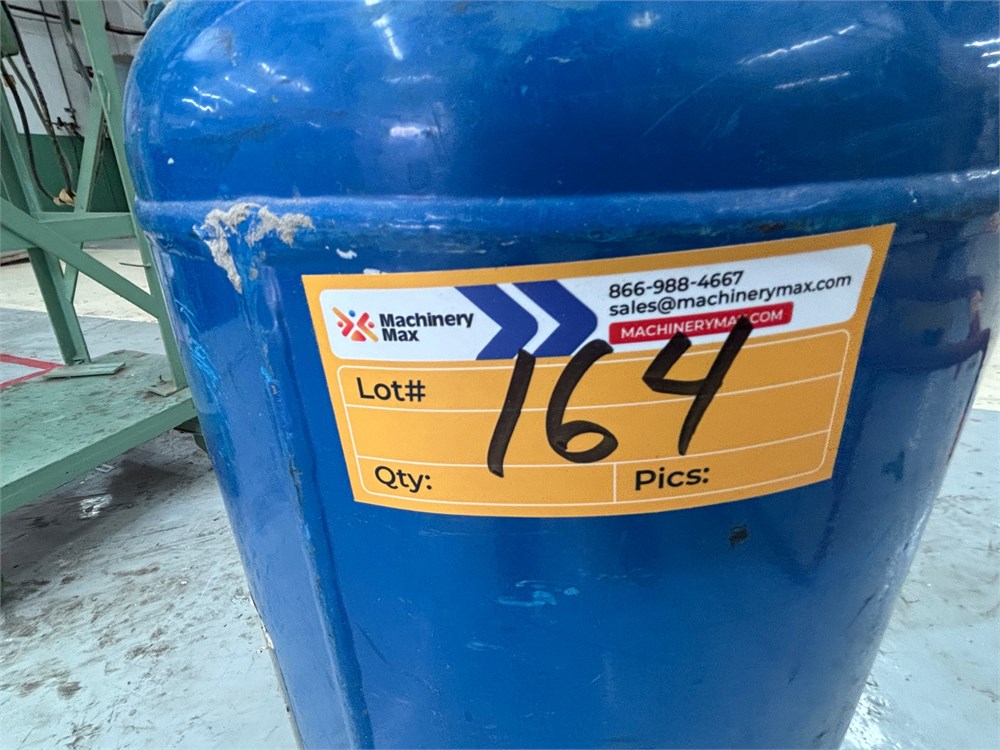 Machinery
Max
866-988-4667
sales@machinerymax.com
MACHINERYMAX.COM
Lot# 164
Qty:
Pics: